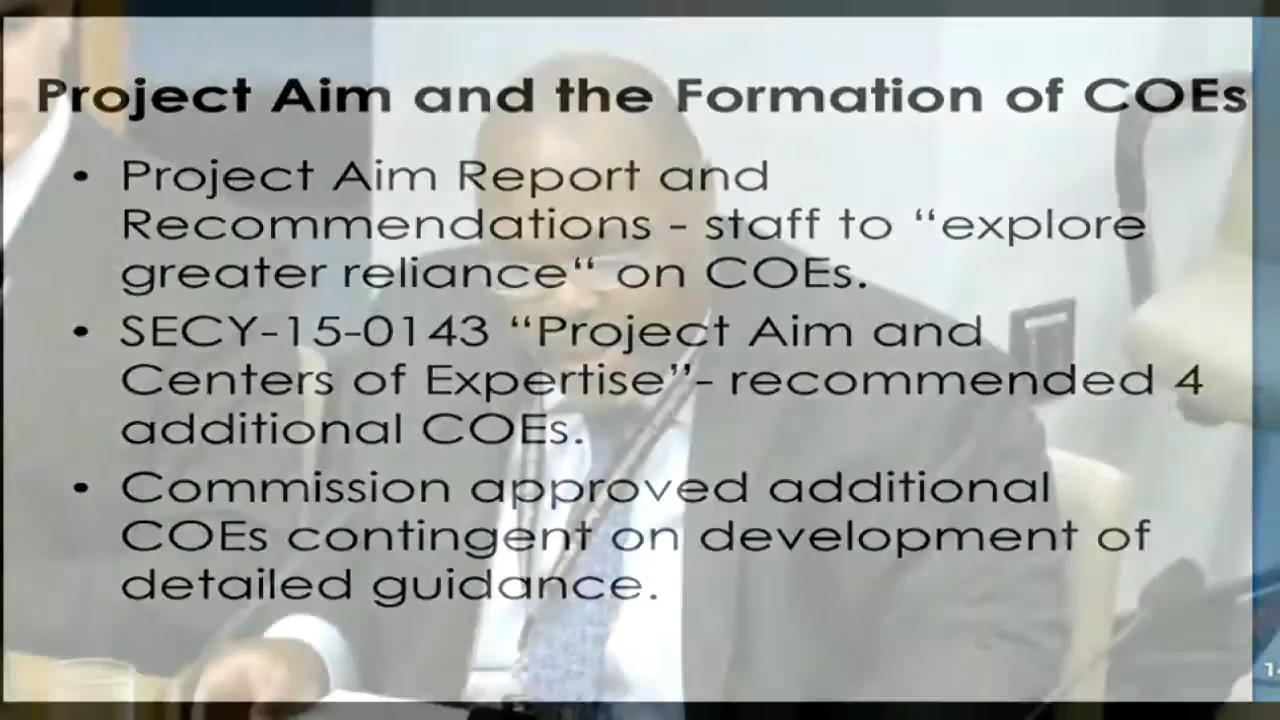 Project Aim and the Formation of COEs
• Project Aim Report and
Recommendations - staff to “explore
greater reliance“ on COEs.
• SECY-15-0143 “Project Aim and
Centers of Expertise”- recommended 4
additional COEs.
• Commission approved additional
COEs contingent on development of
detailed guidance.